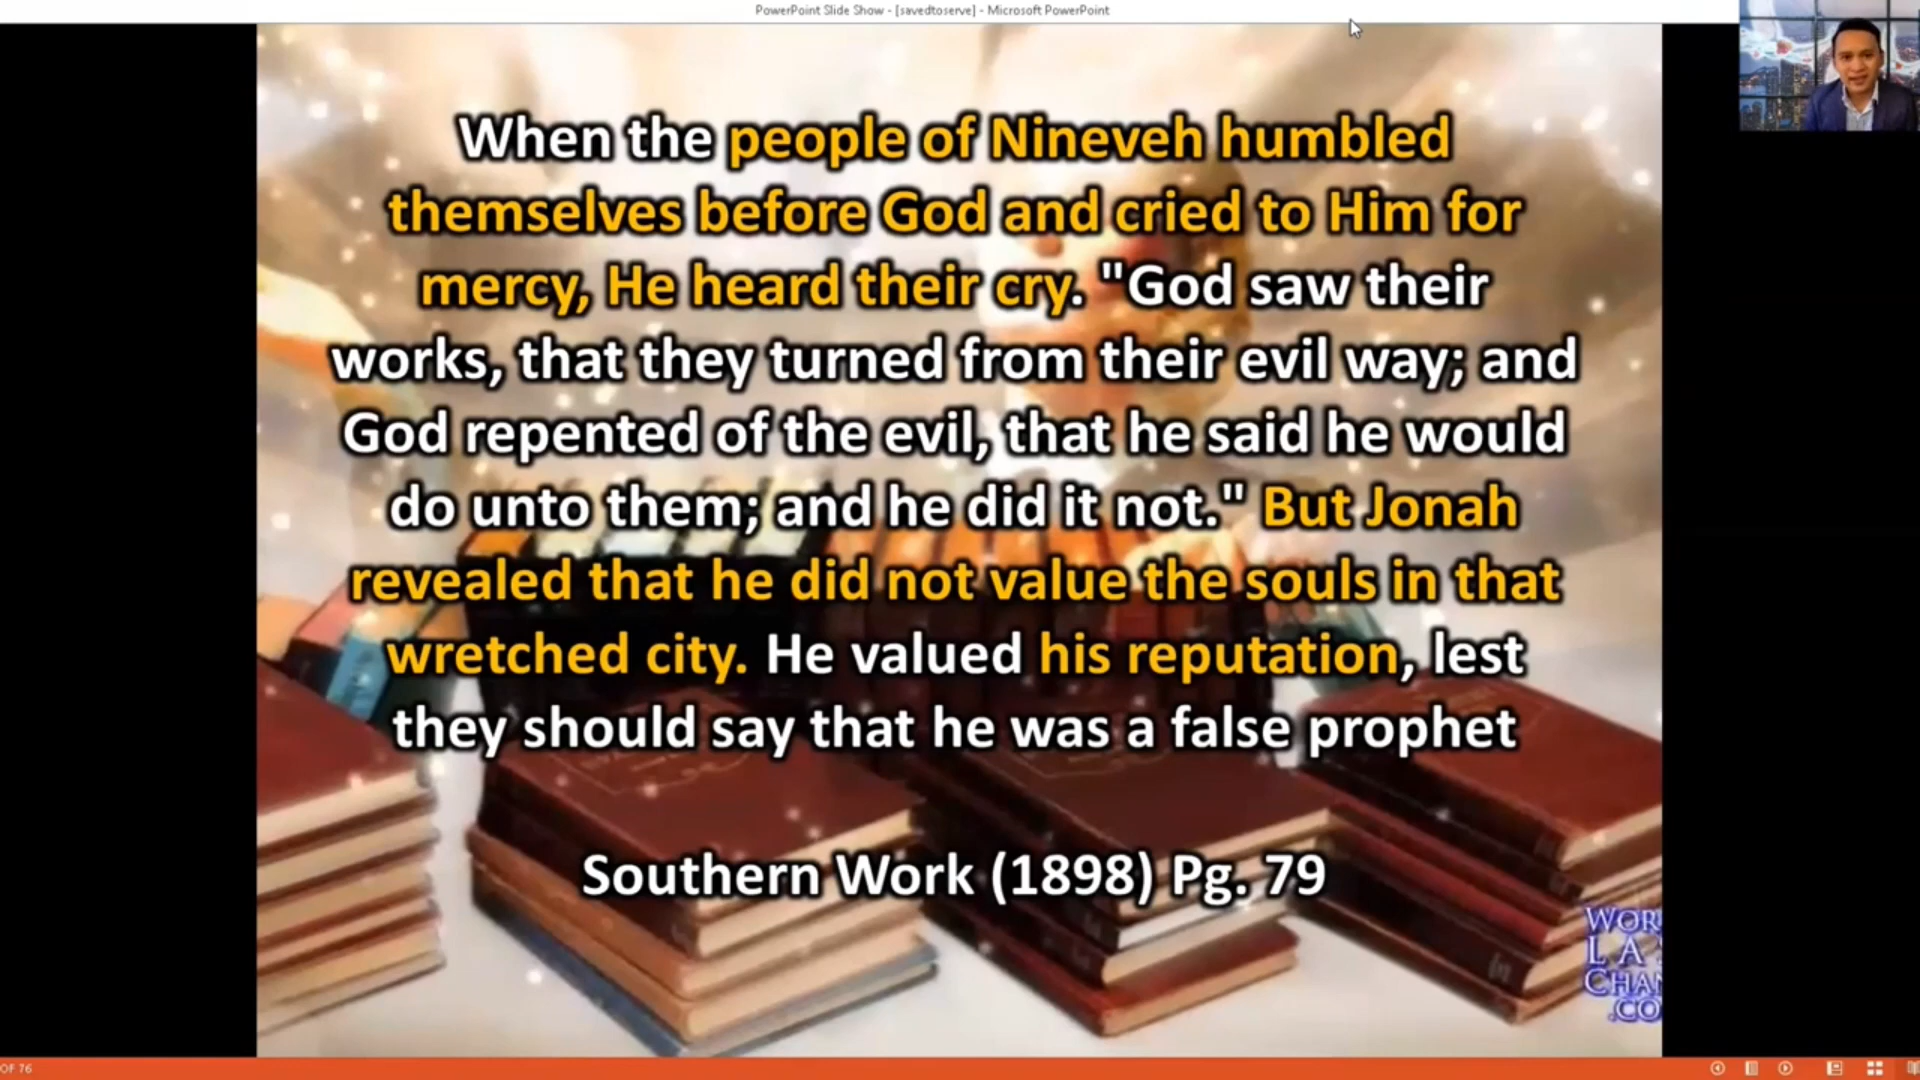 PowerPoint Slide Show - [savedtoserve] - Microsoft PowerPoint
When the people of Nineveh humbled
themselves before God and cried to Him for
mercy, He heard their cry. "God saw their
works, that they turned from their evil way; and
God repented of the evil, that he said he would
do unto them; and he did it not." But Jonah
revealed that he did not value the souls in that
wretched city. He valued his reputation, lest
they should say that he was a false prophet
Southern Work (1898) Pg. 79
WOR
LA
CHA
.CO
OF 76